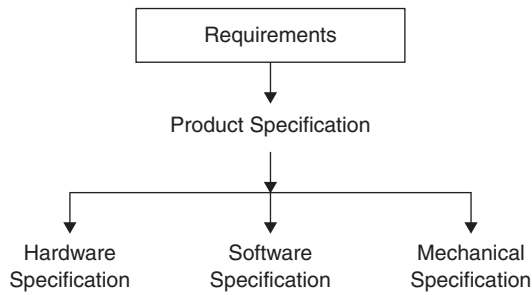 Requirements
Product Specification
Hardware
Specification
Software
Specification
Mechanical
Specification